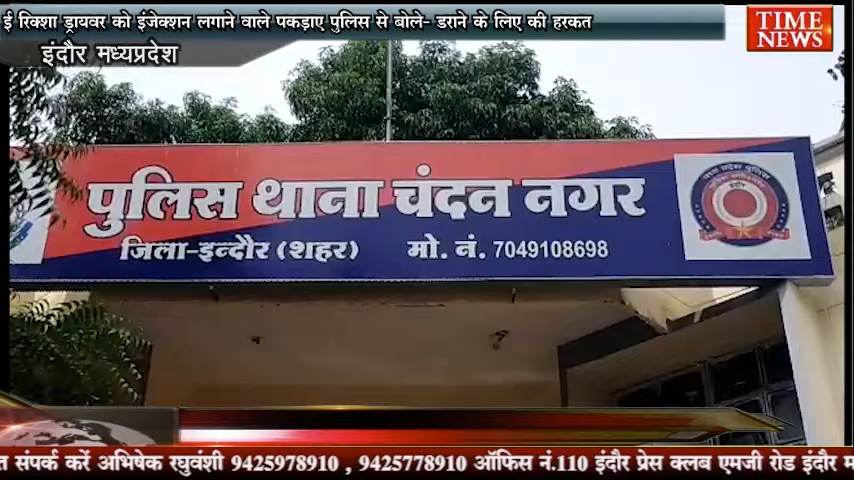 ई रिक्शा ड्रायवर को इंजेक्शन लगाने वाले पकड़ाए पुलिस से बोले- डराने के लिए की हरकत
TIME
NEWS
इंदौर मध्यप्रदेश
पुलिस थाना चंदन नगर
जिला-इन्दौर (शहर) मो. नं. 7049108698
संपर्क करें अभिषेक रघुवंशी 9425978910 , 9425778910 ऑफिस नं.110 इंदौर प्रेस क्लब एमजी रोड इंदौर